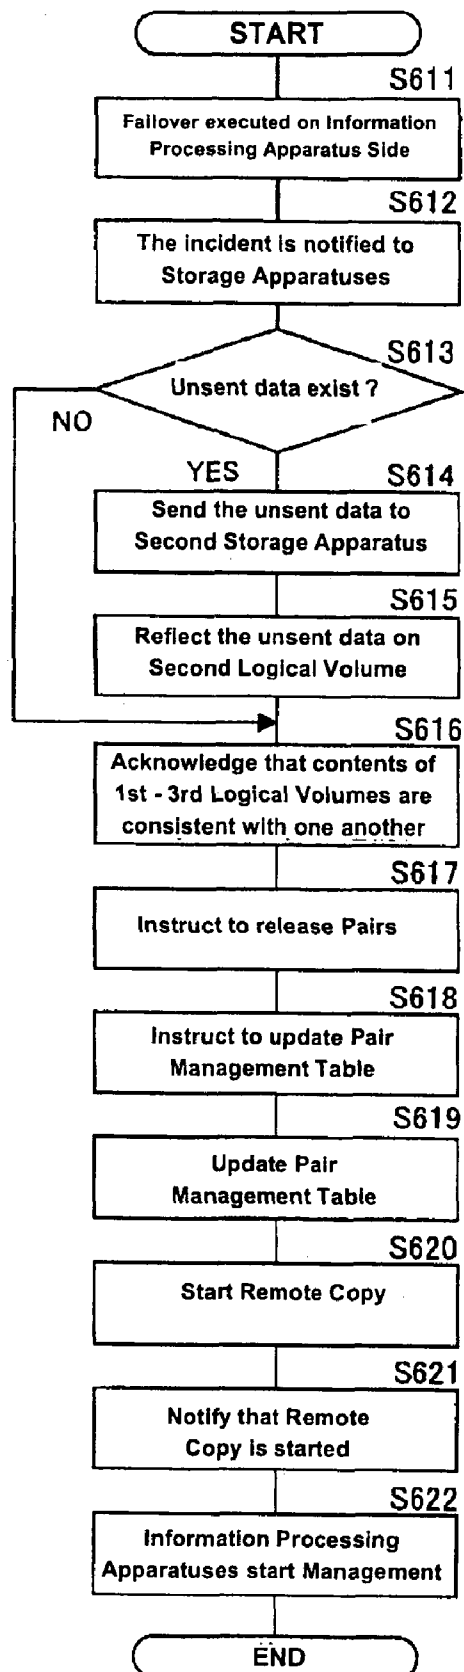 START
S611
Failover executed on Information
Processing Apparatus Side
S612
The incident is notified to
Storage Apparatuses
S613
Unsent data exist ?
NO
YES
S614
Send the unsent data to
Second Storage Apparatus
S615
Reflect the unsent data on
Second Logical Volume
S616
Acknowledge that contents of
1st - 3rd Logical Volumes are
consistent with one another
S617
Instruct to release Pairs
S618
Instruct to update Pair
Management Table
S619
Update Pair
Management Table
S620
Start Remote Copy
S621
Notify that Remote
Copy is started
S622
Information Processing
Apparatuses start Management
END